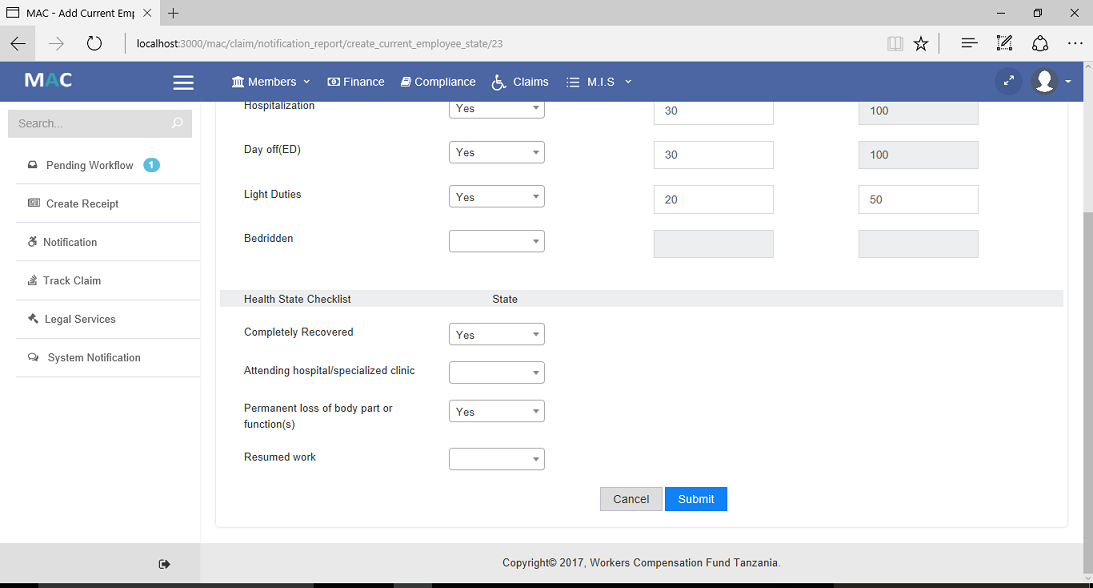 MAC - Add Current Emp
localhost:3000/mac/claim/notification_report/create_current_employee_state/23
MAC
Members
Finance
Compliance
Claims
M.I.S
Search...
Pending Workflow 1
Create Receipt
Notification
Track Claim
Legal Services
System Notification
Hospitalization Yes 30 100
Day off(ED) Yes 30 100
Light Duties Yes 20 50
Bedridden
Health State Checklist State
Completely Recovered Yes
Attending hospital/specialized clinic
Permanent loss of body part or Yes
function(s)
Resumed work
Cancel Submit
Copyright© 2017, Workers Compensation Fund Tanzania.